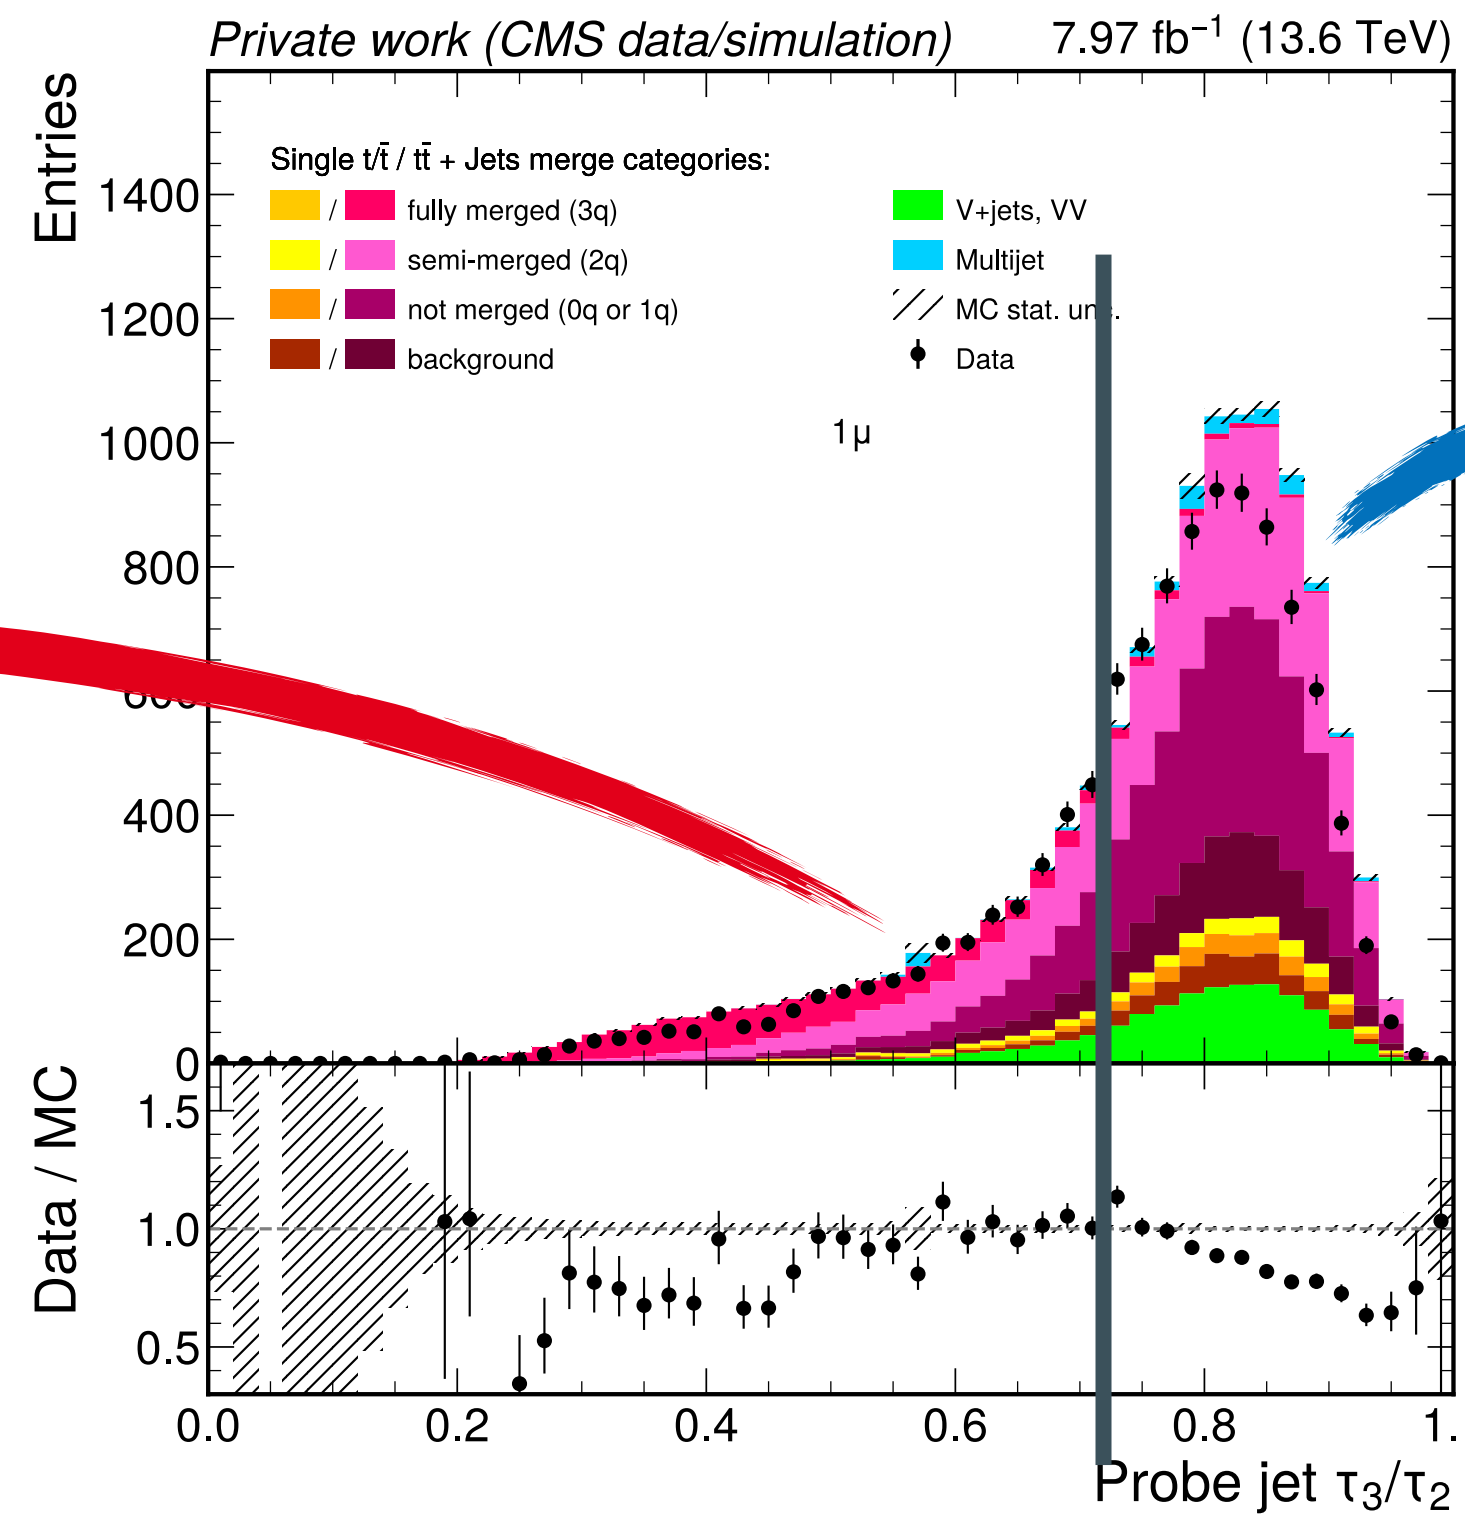 Private work (CMS data/simulation) 7.97 fb⁻¹ (13.6 TeV)
Entries
Single t/t̄ / tt̄ + Jets merge categories:
/ fully merged (3q)
/ semi-merged (2q)
/ not merged (0q or 1q)
/ background
V+jets, VV
Multijet
MC stat. unc.
Data
1μ
1400
1200
1000
800
600
400
200
0
Data / MC
1.5
1.0
0.5
0.0 0.2 0.4 0.6 0.8 1.
Probe jet τ₃/τ₂